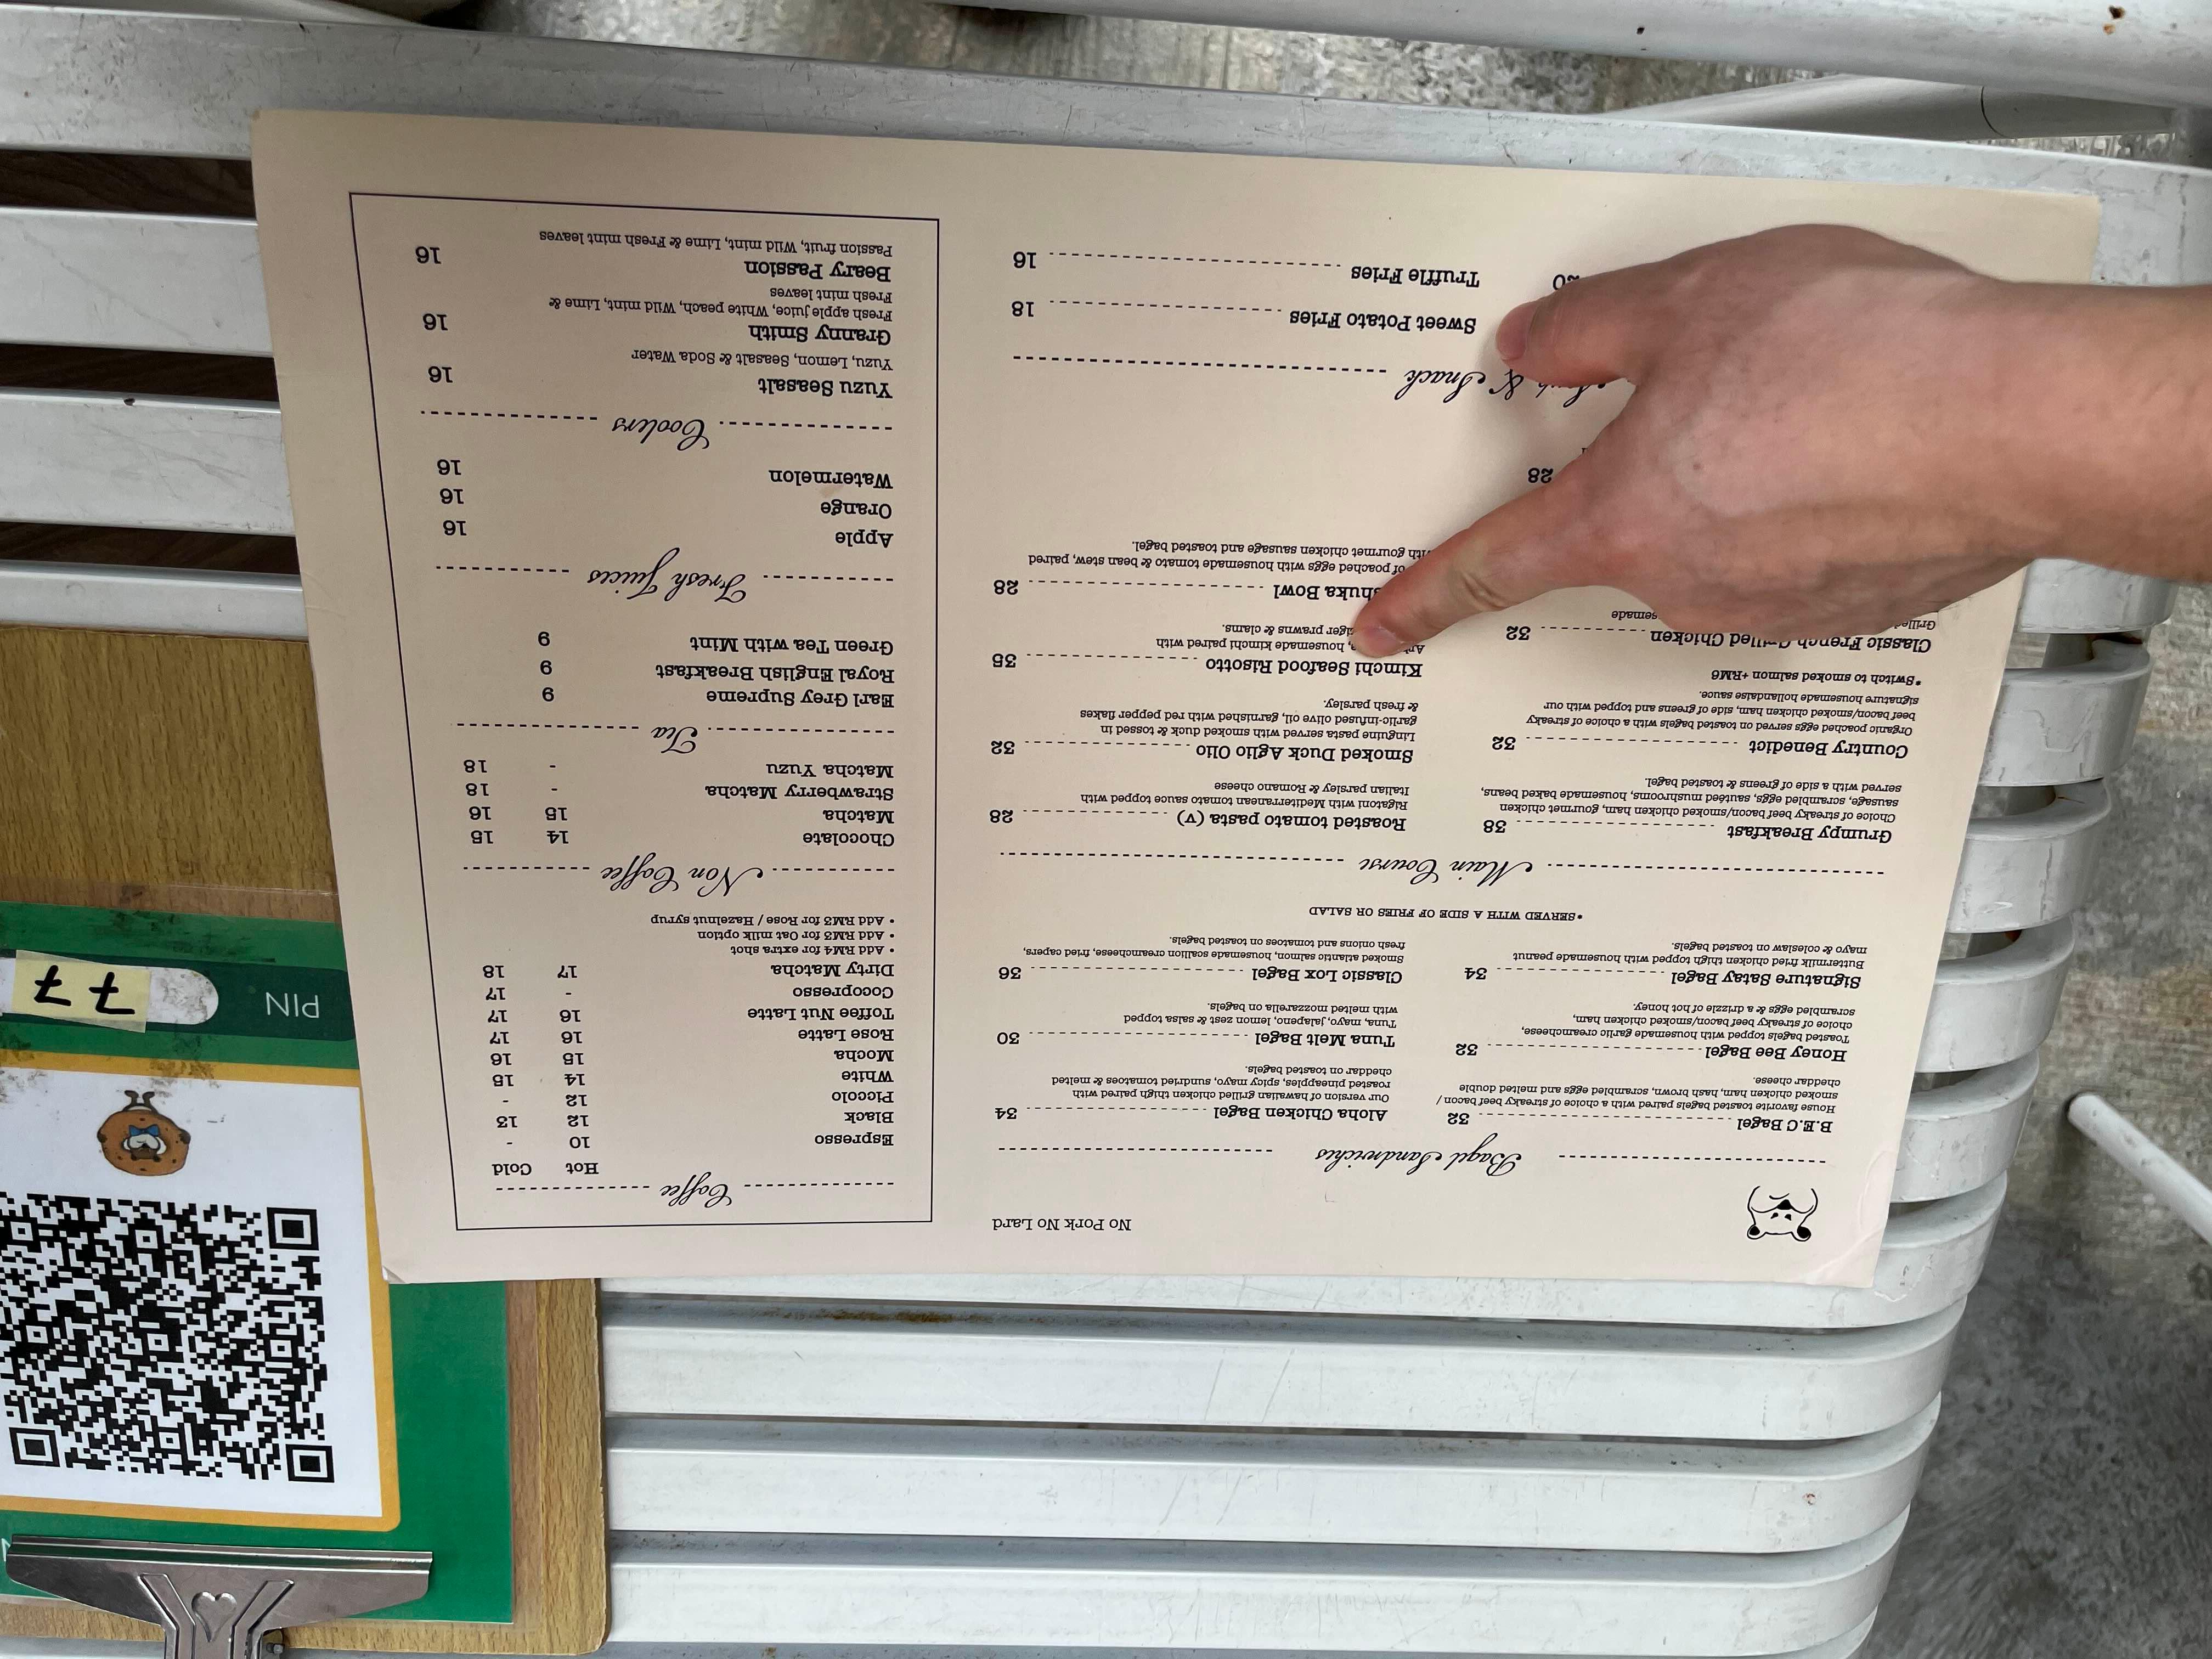 No Pork No Lard
Bagel Sandwiches
B.E.C Bagel 32
House favorite toasted bagels paired with a choice of streaky beef bacon/
smoked chicken ham, hash brown, scrambled eggs and melted double
cheddar cheese.
Honey Bee Bagel 32
Toasted bagels topped with housemade garlic creamcheese,
choice of streaky beef bacon/smoked chicken ham,
scrambled eggs & a drizzle of hot honey.
Signature Satay Bagel 34
Buttermilk fried chicken thigh topped with housemade peanut
mayo & coleslaw on toasted bagels.
Aloha Chicken Bagel 34
Our version of hawaiian grilled chicken thigh paired with
roasted pineapples, spicy mayo, sundried tomatoes & melted
cheddar on toasted bagels.
Tuna Melt Bagel 30
Tuna, mayo, jalapeno, lemon zest & salsa topped
with melted mozzarella on bagels.
Classic Lox Bagel 36
Smoked atlantic salmon, housemade scallion creamcheese, fried capers,
fresh onions and tomatoes on toasted bagels.
*SERVED WITH A SIDE OF FRIES OR SALAD
Main Course
Grumpy Breakfast 38
Choice of streaky beef bacon/smoked chicken ham, gourmet chicken
sausage, scrambled eggs, sautéed mushrooms, housemade baked beans,
served with a side of greens & toasted bagel.
Country Benedict 32
Organic poached eggs served on toasted bagels with a choice of streaky
beef bacon/smoked chicken ham, side of greens and topped with our
signature housemade hollandaise sauce.
*Switch to smoked salmon +RM6
Classic French Grilled Chicken 32
28
Roasted tomato pasta (v) 28
Rigatoni with Mediterranean tomato sauce topped with
Italian parsley & Romano cheese
Smoked Duck Aglio Olio 32
Linguine pasta served with smoked duck & tossed in
garlic-infused olive oil, garnished with red pepper flakes
& fresh parsley.
Kimchi Seafood Risotto 35
housemade kimchi paired with
prawns & clams.
Bowl 28
of poached eggs with housemade tomato & bean stew, paired
gourmet chicken sausage and toasted bagel.
& Snack
Sweet Potato Fries 18
Truffle Fries 16
Coffee
Hot Cold
Espresso 10 -
Black 12 13
Piccolo 12 -
White 14 15
Mocha 15 16
Rose Latte 16 17
Toffee Nut Latte 16 17
Cocopresso - 17
Dirty Matcha 17 18
• Add RM4 for extra shot
• Add RM3 for Oat milk option
• Add RM3 for Rose / Hazelnut syrup
Non Coffee
Chocolate 14 15
Matcha 15 16
Strawberry Matcha - 18
Matcha Yuzu - 18
Tea
Earl Grey Supreme 9
Royal English Breakfast 9
Green Tea with Mint 9
Fresh Juices
Apple 16
Orange 16
Watermelon 16
Coolers
Yuzu Seasalt 16
Yuzu, Lemon, Seasalt & Soda Water
Granny Smith 16
Fresh apple juice, White peach, Wild mint, Lime &
Fresh mint leaves
Beary Passion 16
Passion fruit, Wild mint, Lime & Fresh mint leaves
PIN
77